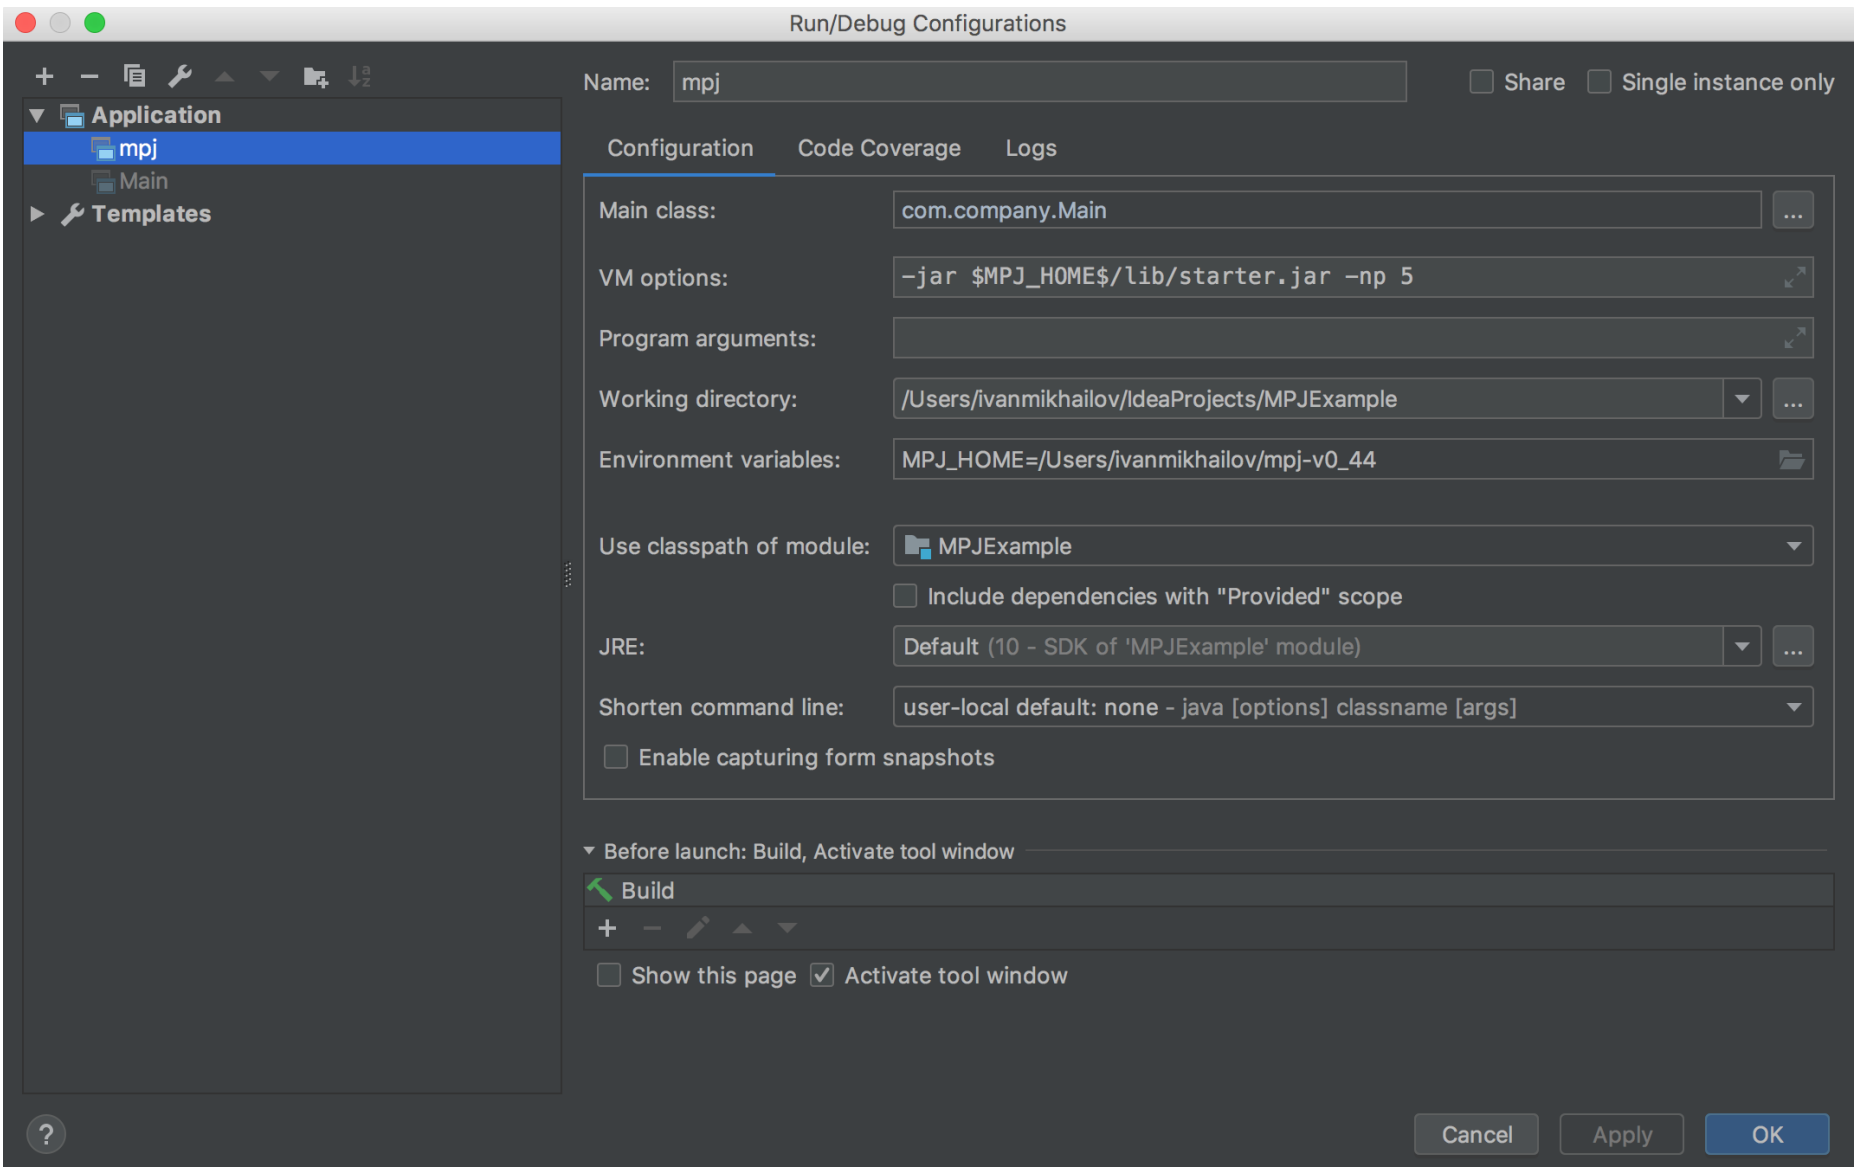 Run/Debug Configurations
Name: mpj Share Single instance only
Application
mpj
Main
Templates
Configuration Code Coverage Logs
Main class: com.company.Main ...
VM options: -jar $MPJ_HOME$/lib/starter.jar -np 5
Program arguments:
Working directory: /Users/ivanmikhailov/IdeaProjects/MPJExample ...
Environment variables: MPJ_HOME=/Users/ivanmikhailov/mpj-v0_44
Use classpath of module: MPJExample
Include dependencies with "Provided" scope
JRE: Default (10 - SDK of 'MPJExample' module) ...
Shorten command line: user-local default: none - java [options] classname [args]
Enable capturing form snapshots
Before launch: Build, Activate tool window
Build
Show this page Activate tool window
? Cancel Apply OK